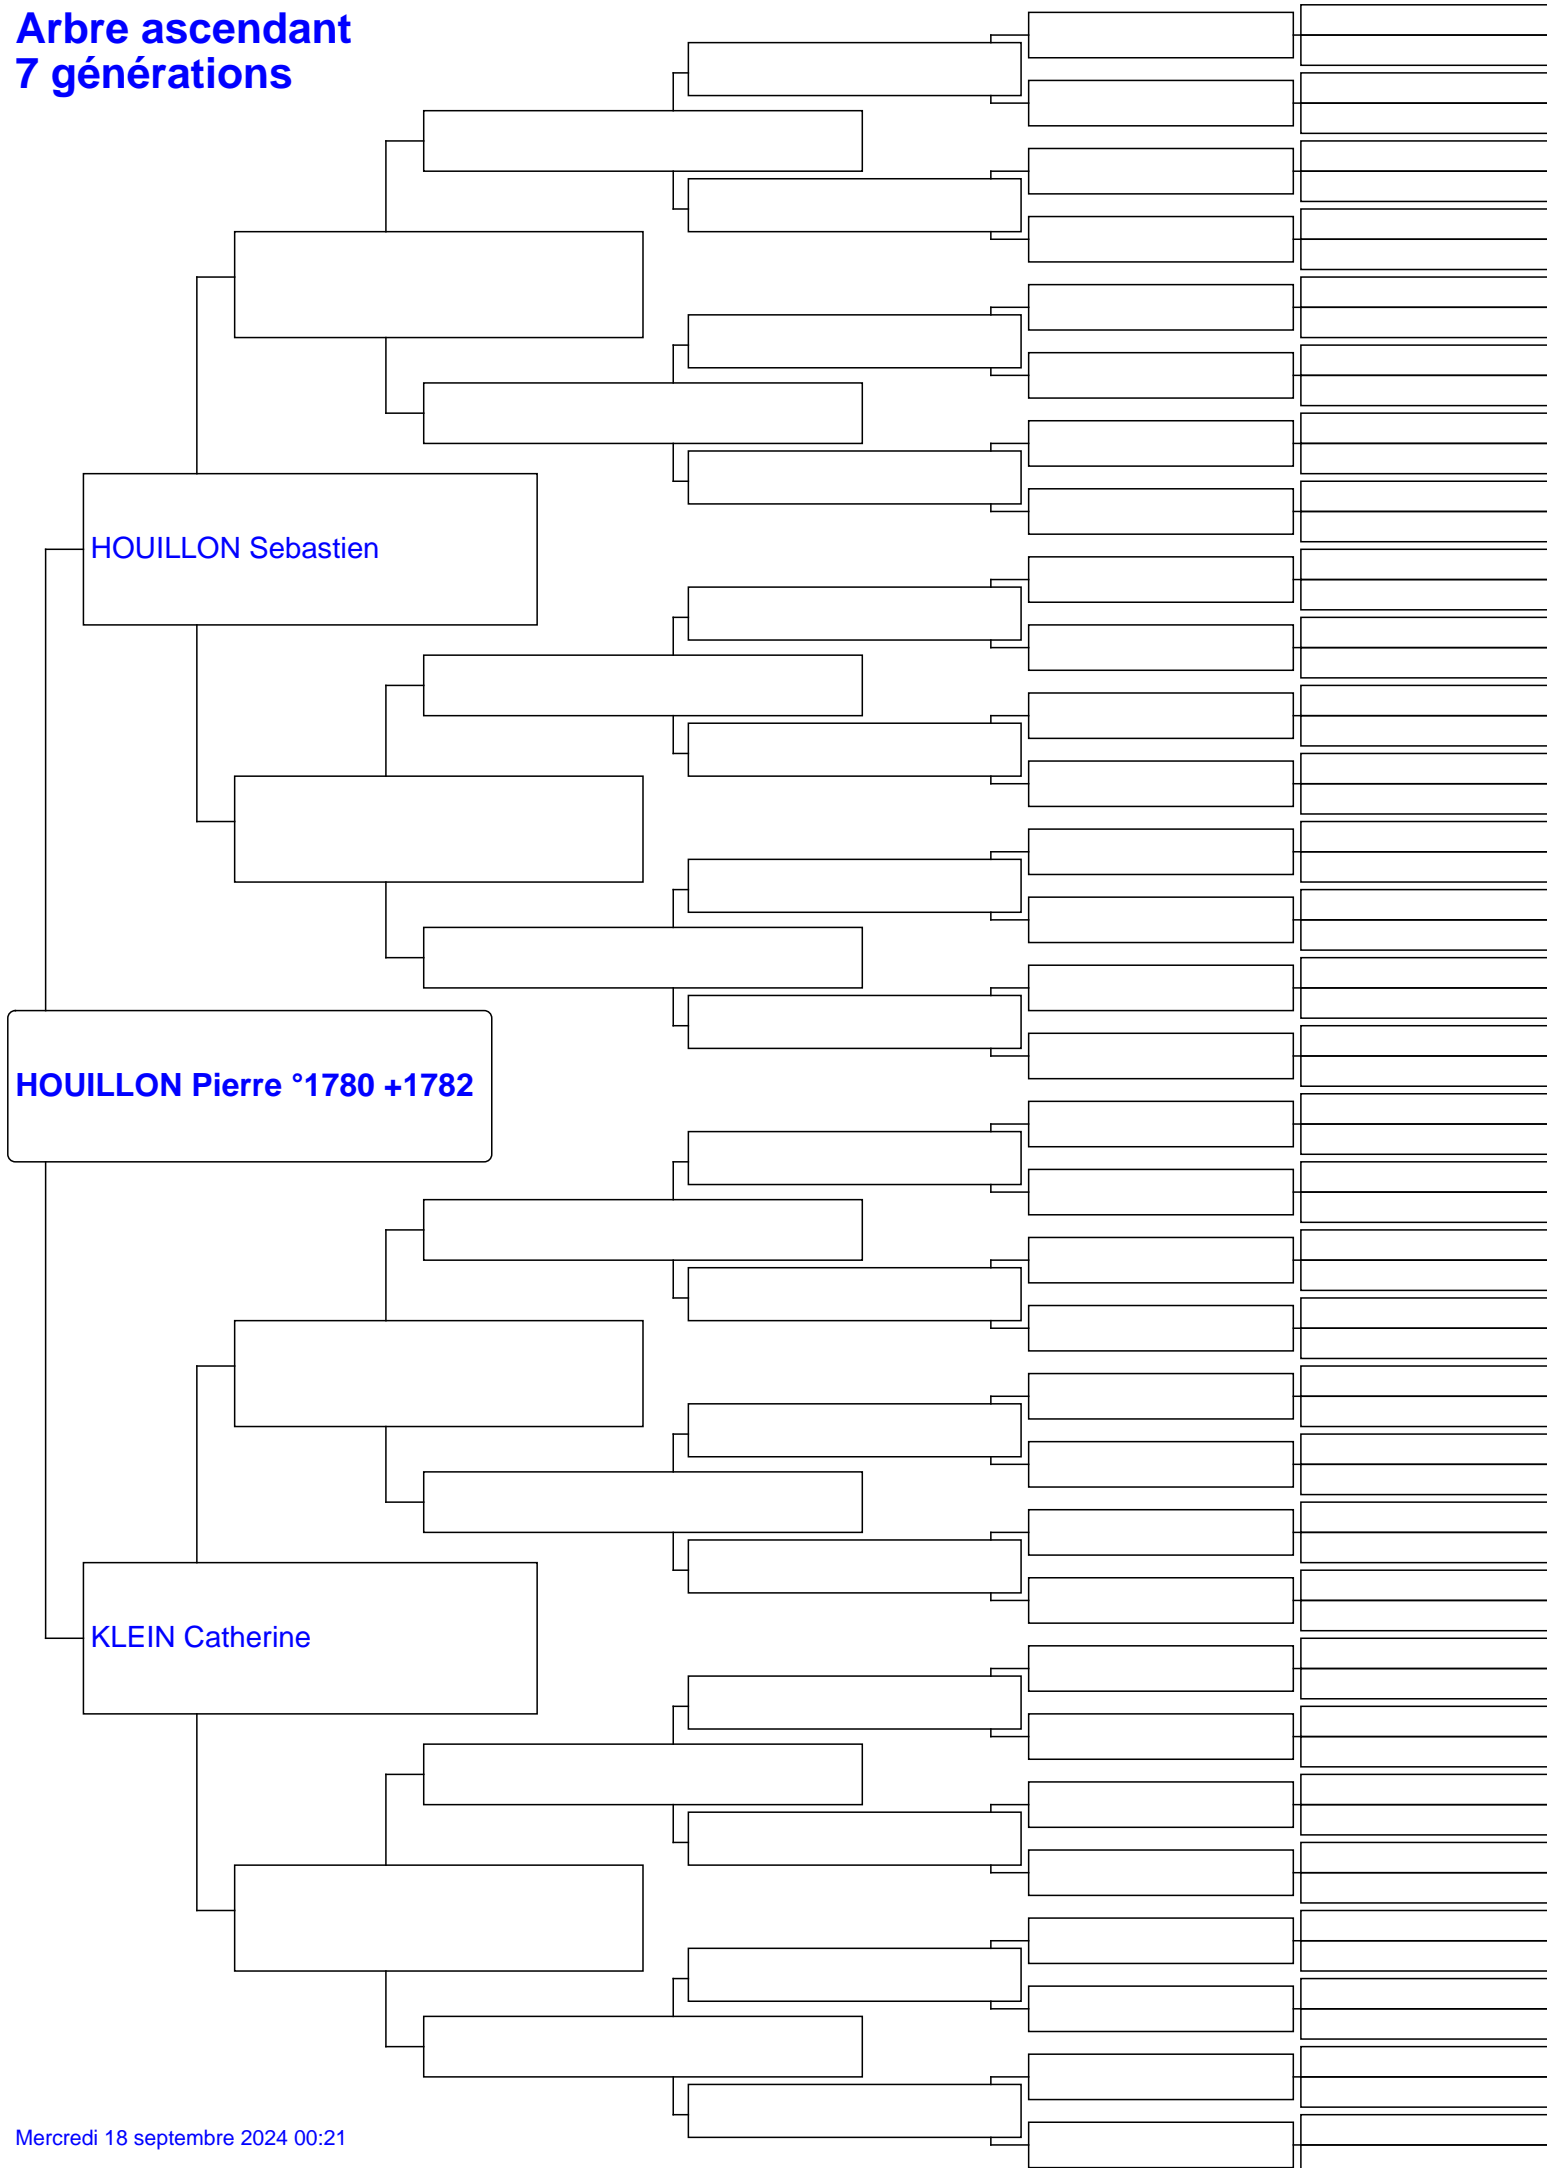 Arbre ascendant
7 générations
HOUILLON Sebastien
HOUILLON Pierre °1780 +1782
KLEIN Catherine
Mercredi 18 septembre 2024 00:21